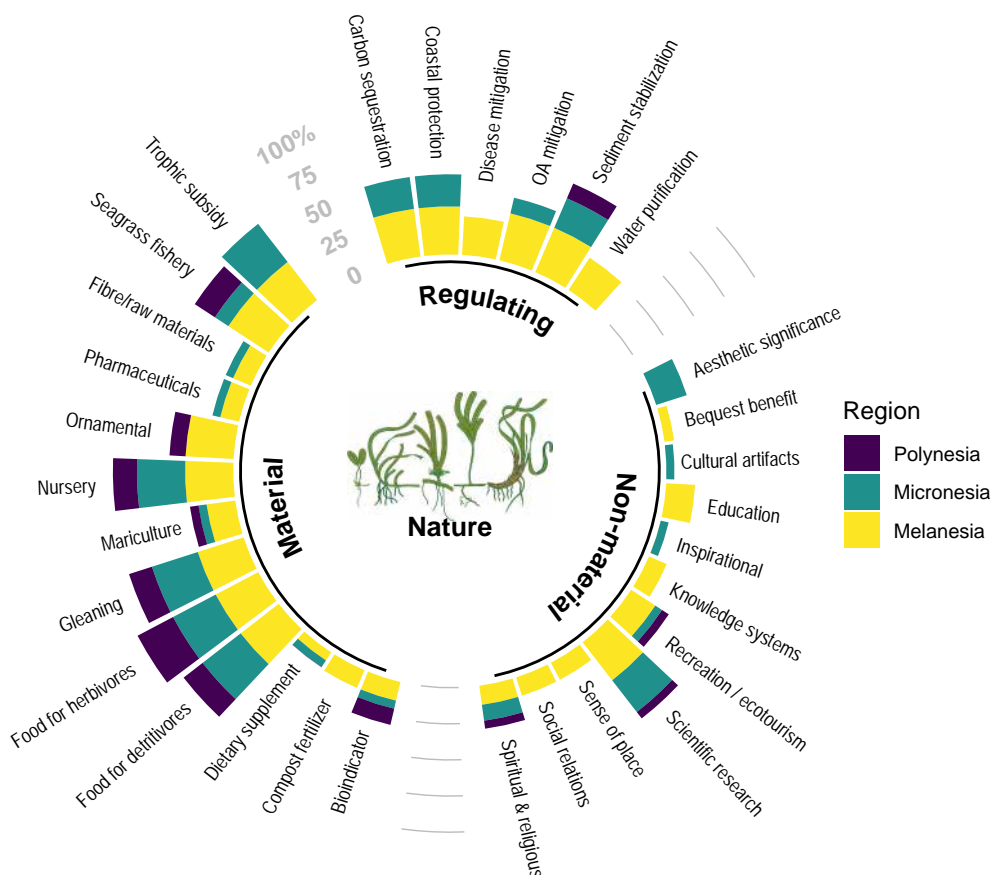 Carbon sequestration
Coastal protection
Disease mitigation
OA mitigation
Sediment stabilization
Water purification
100%
75
50
25
0
Regulating
Trophic subsidy
Seagrass fishery
Fibre/raw materials
Pharmaceuticals
Ornamental
Nursery
Mariculture
Gleaning
Food for herbivores
Food for detritivores
Dietary supplement
Compost fertilizer
Bioindicator
Material
Nature
Non-material
Aesthetic significance
Bequest benefit
Cultural artifacts
Education
Inspirational
Knowledge systems
Recreation / ecotourism
Scientific research
Sense of place
Social relations
Spiritual & religious
Region
Polynesia
Micronesia
Melanesia